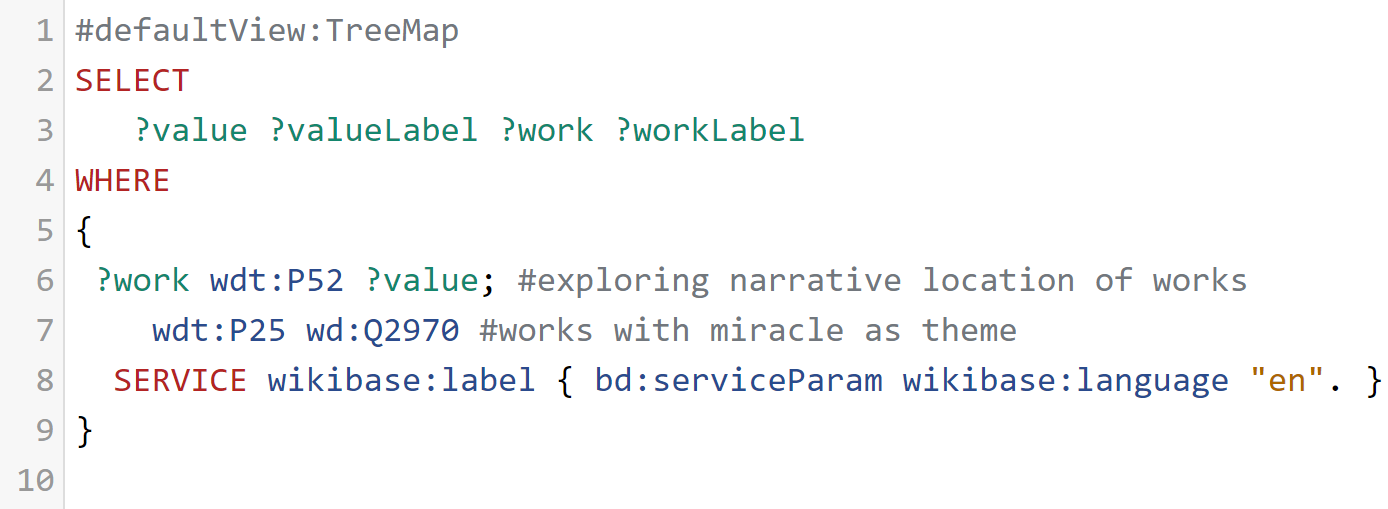 1 #defaultView:TreeMap
2 SELECT
3 ?value ?valueLabel ?work ?workLabel
4 WHERE
5 {
6 ?work wdt:P52 ?value; #exploring narrative location of works
7 wdt:P25 wd:Q2970 #works with miracle as theme
8 SERVICE wikibase:label { bd:serviceParam wikibase:language "en". }
9 }
10